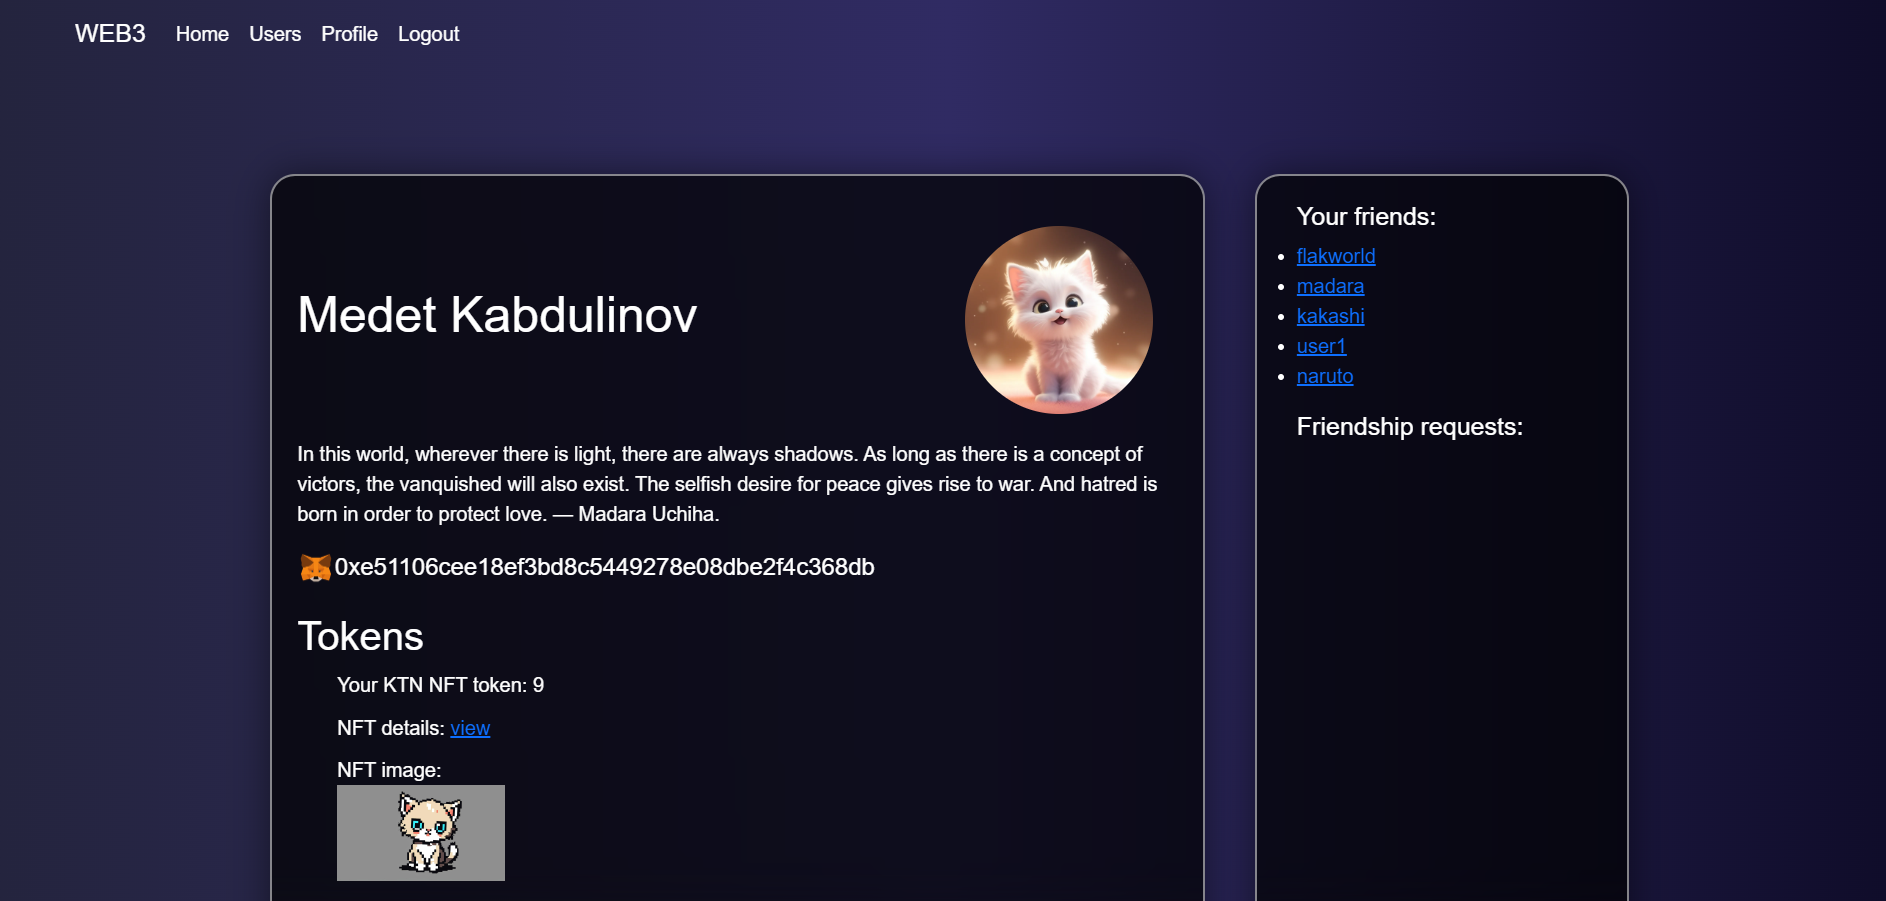 WEB3 Home Users Profile Logout
Medet Kabdulinov
In this world, wherever there is light, there are always shadows. As long as there is a concept of
victors, the vanquished will also exist. The selfish desire for peace gives rise to war. And hatred is
born in order to protect love. — Madara Uchiha.
0xe51106cee18ef3bd8c5449278e08dbe2f4c368db
Tokens
Your KTN NFT token: 9
NFT details: view
NFT image:
Your friends:
flakworld
madara
kakashi
user1
naruto
Friendship requests: